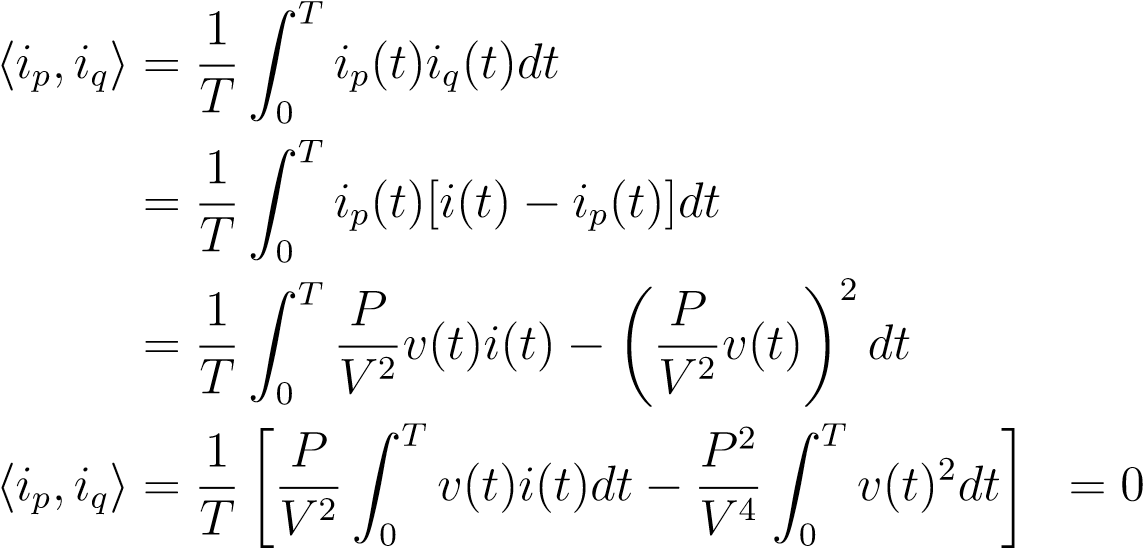 ⟨i_p, i_q⟩ = \frac{1}{T} \int_0^T i_p(t) i_q(t) dt
= \frac{1}{T} \int_0^T i_p(t) [i(t) − i_p(t)] dt
= \frac{1}{T} \int_0^T \frac{P}{V^2} v(t) i(t) − \left( \frac{P}{V^2} v(t) \right)^2 dt
⟨i_p, i_q⟩ = \frac{1}{T} \left[ \frac{P}{V^2} \int_0^T v(t) i(t) dt − \frac{P^2}{V^4} \int_0^T v(t)^2 dt \right] = 0